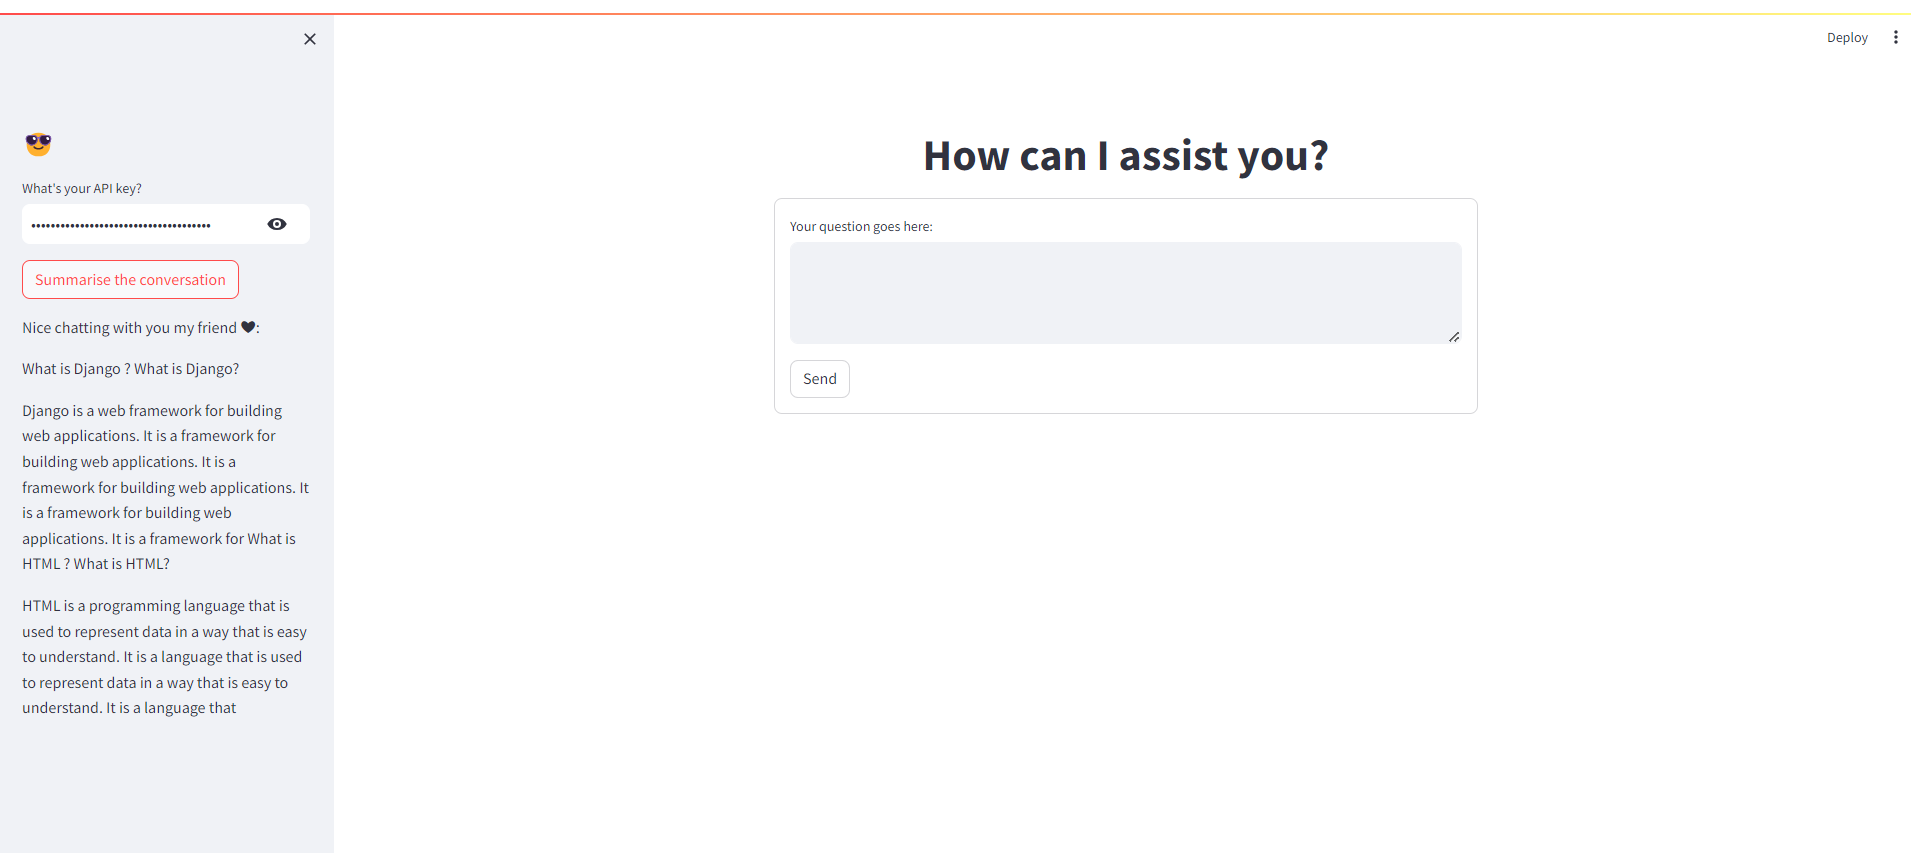 Deploy
What's your API key?
••••••••••••••••••••••••••••••••••••
Summarise the conversation
Nice chatting with you my friend ♥:
What is Django ? What is Django?
Django is a web framework for building
web applications. It is a framework for
building web applications. It is a
framework for building web applications. It
is a framework for building web
applications. It is a framework for What is
HTML ? What is HTML?
HTML is a programming language that is
used to represent data in a way that is easy
to understand. It is a language that is used
to represent data in a way that is easy to
understand. It is a language that
How can I assist you?
Your question goes here:
Send